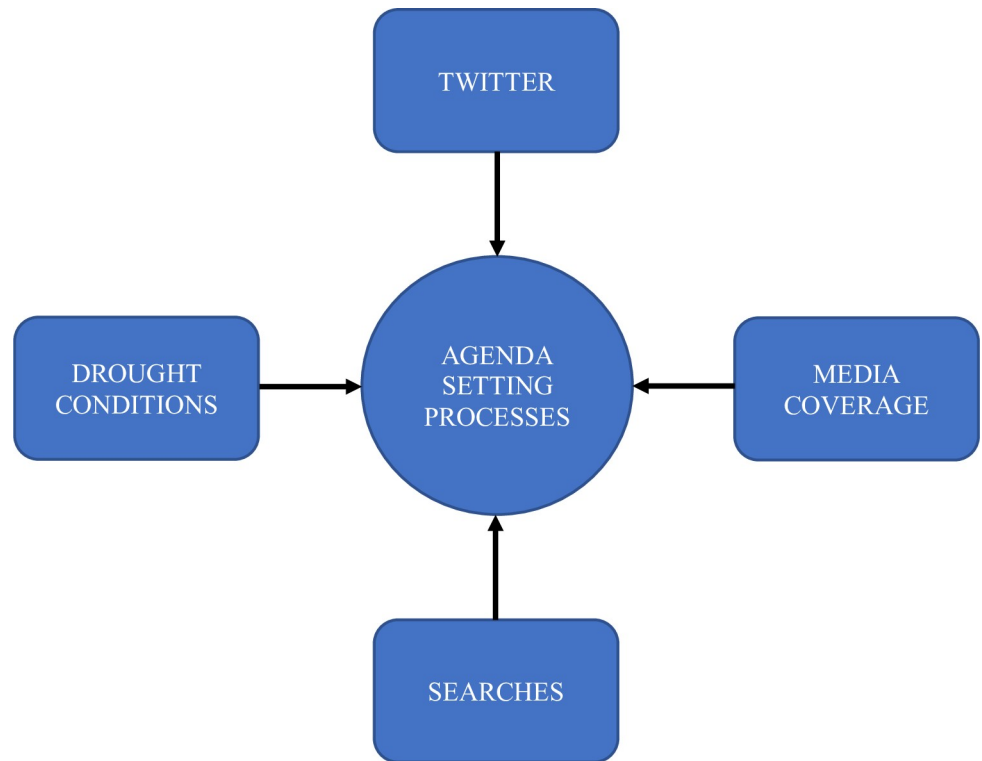 TWITTER
DROUGHT
CONDITIONS
AGENDA
SETTING
PROCESSES
MEDIA
COVERAGE
SEARCHES